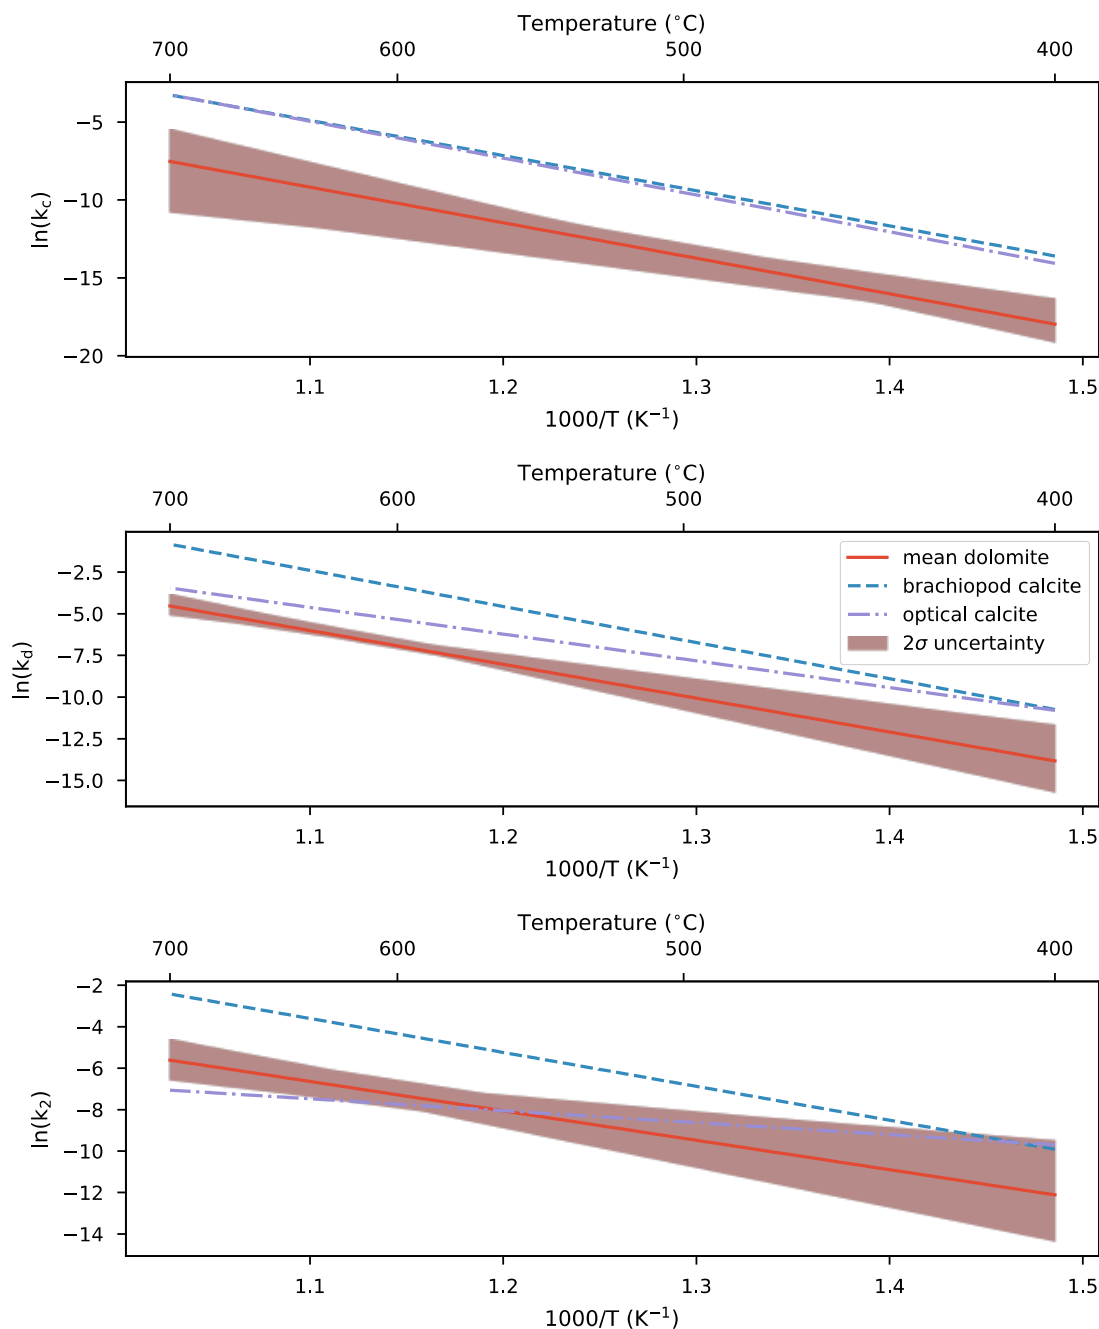 Temperature (°C)
700 600 500 400
ln(k_c)
−5
−10
−15
−20
1.1 1.2 1.3 1.4 1.5
1000/T (K⁻¹)
Temperature (°C)
700 600 500 400
ln(k_d)
−2.5
−5.0
−7.5
−10.0
−12.5
−15.0
mean dolomite
brachiopod calcite
optical calcite
2σ uncertainty
1.1 1.2 1.3 1.4 1.5
1000/T (K⁻¹)
Temperature (°C)
700 600 500 400
ln(k₂)
−2
−4
−6
−8
−10
−12
−14
1.1 1.2 1.3 1.4 1.5
1000/T (K⁻¹)